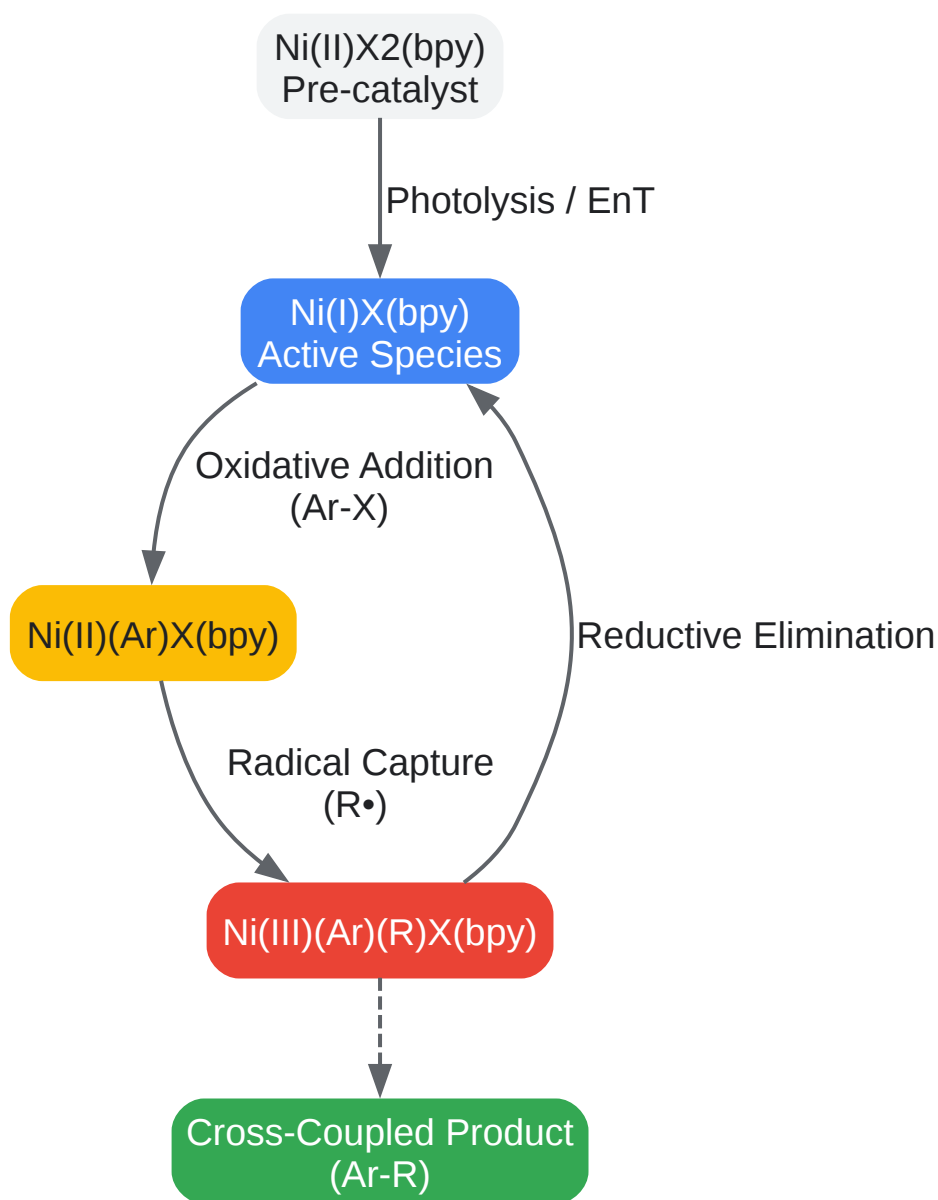 Ni(II)X2(bpy)
Pre-catalyst
Photolysis / EnT
Ni(I)X(bpy)
Active Species
Oxidative Addition
(Ar-X)
Ni(II)(Ar)X(bpy)
Reductive Elimination
Radical Capture
(R•)
Ni(III)(Ar)(R)X(bpy)
Cross-Coupled Product
(Ar-R)